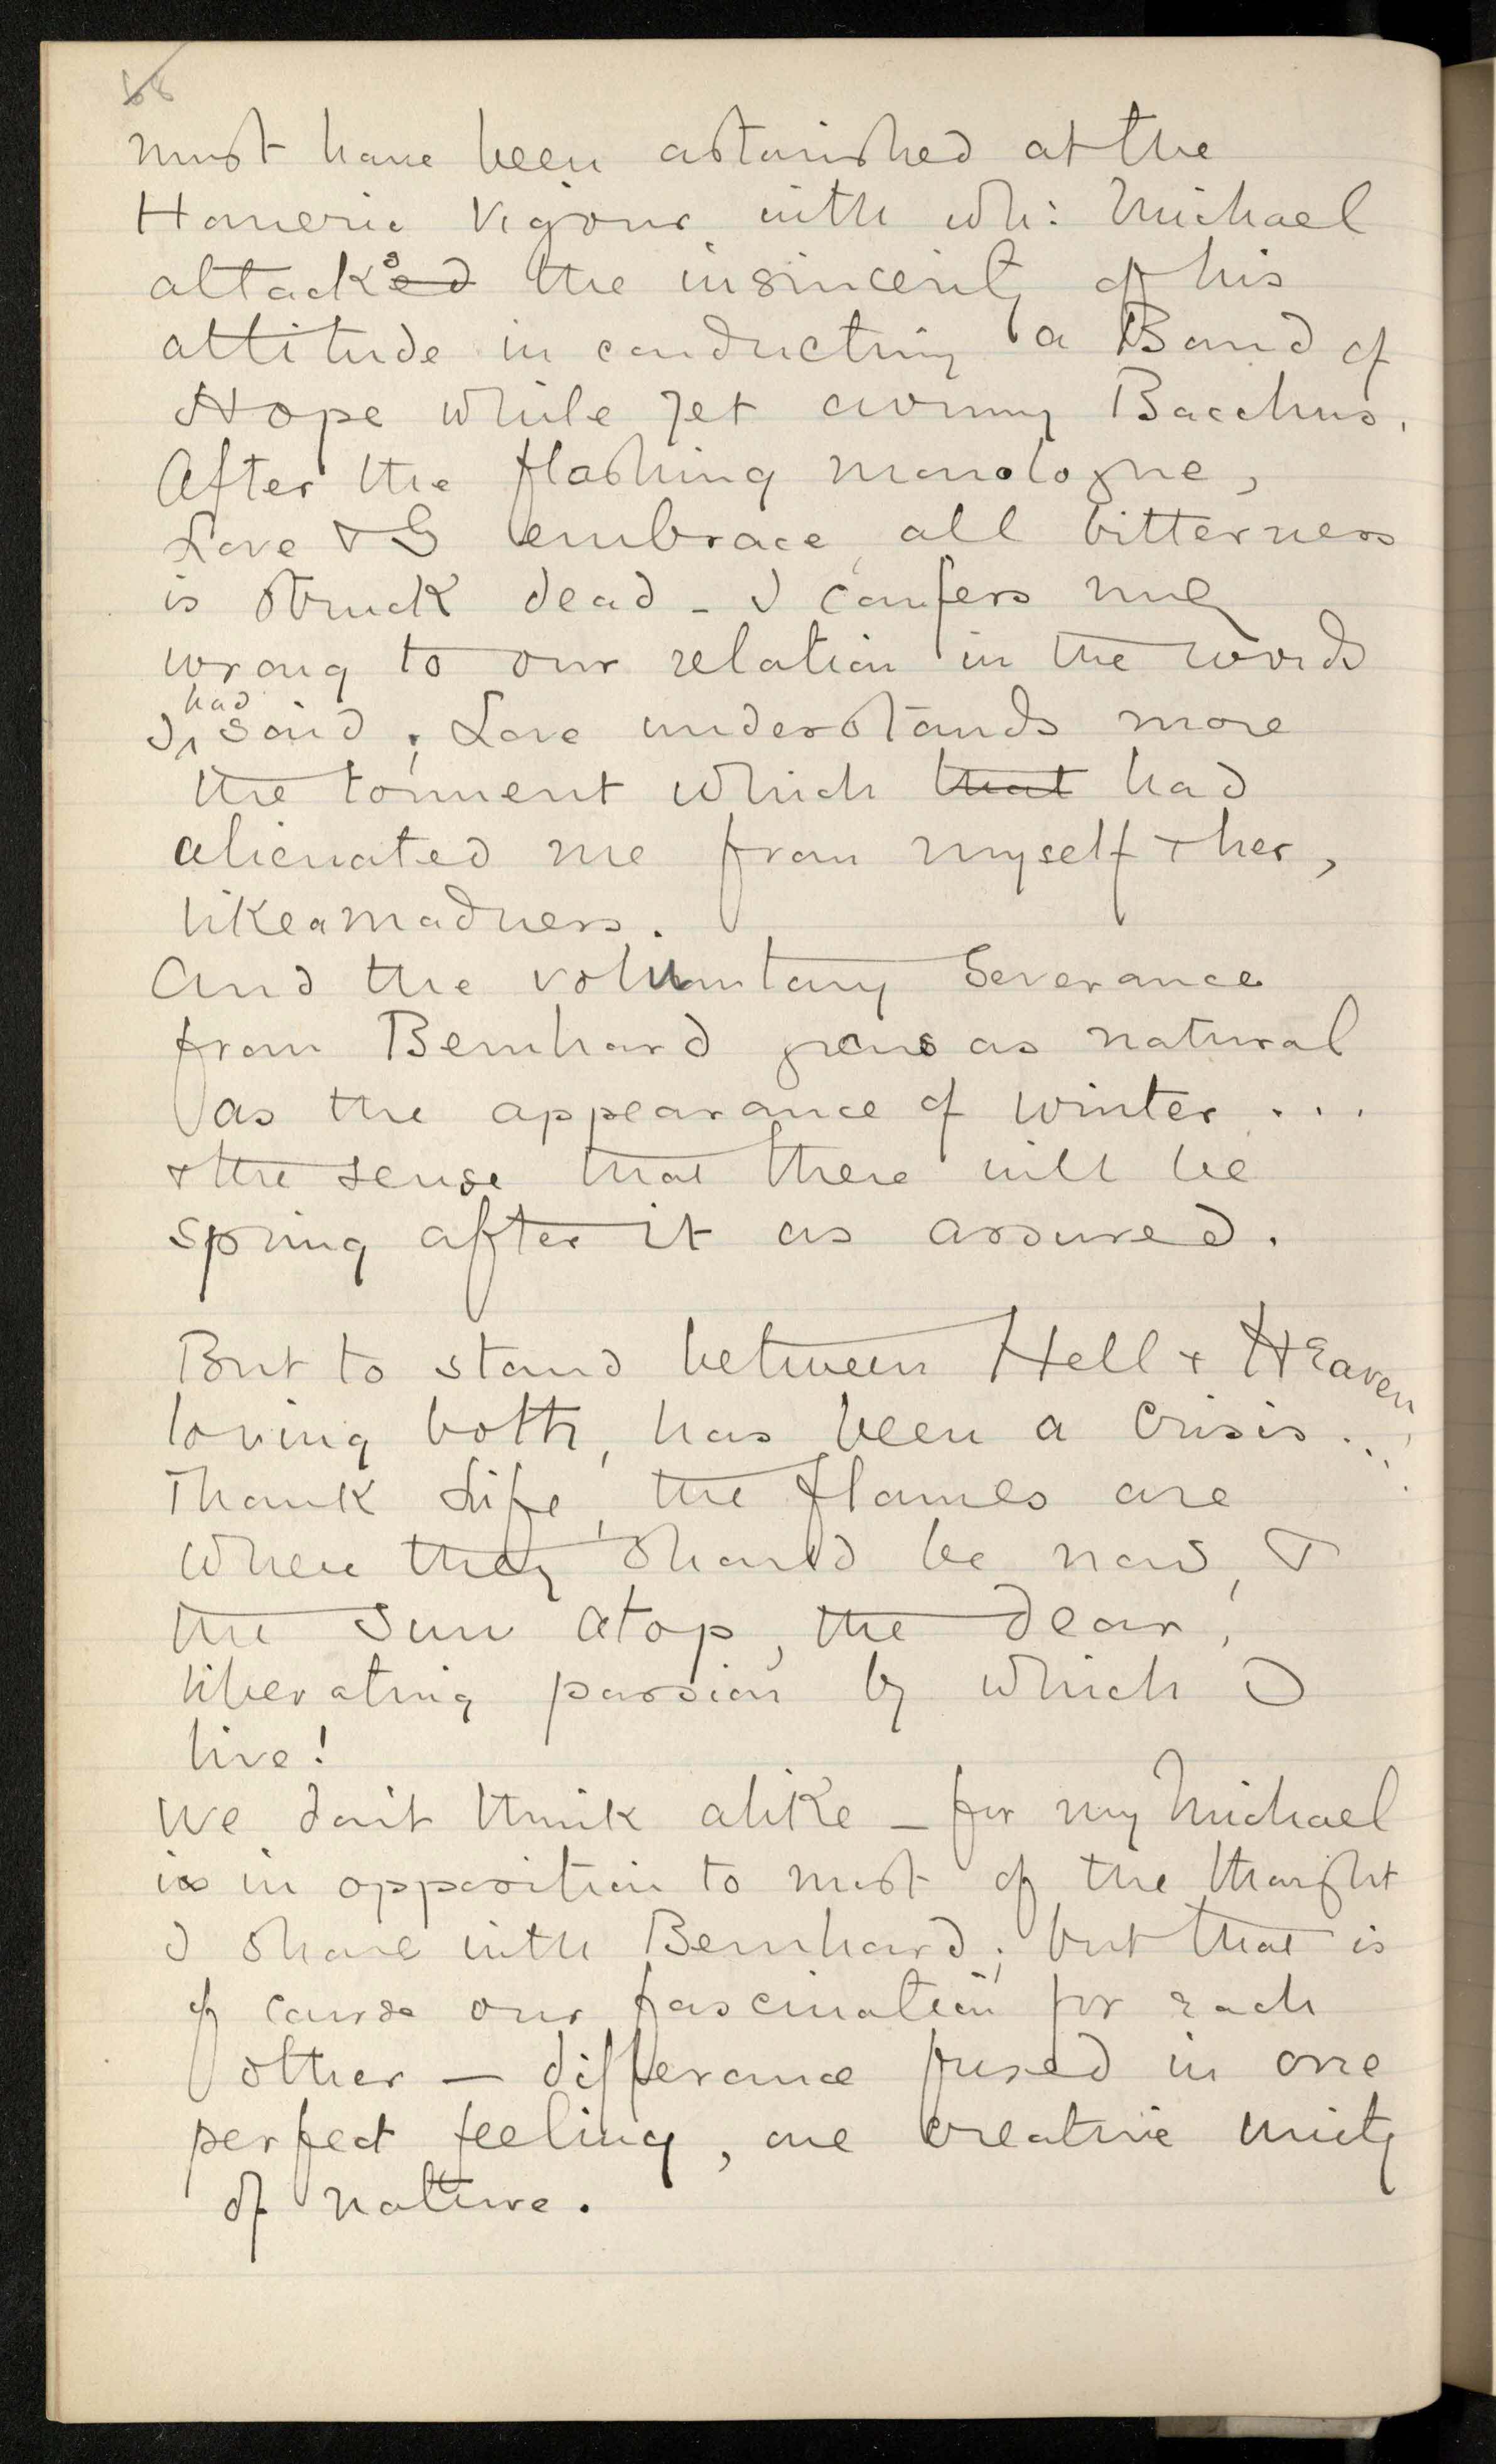 68
must have been astonished at the
Homeric vigour with wh: Michael
attacks the insincerity of his
attitude in conducting a Band of
Hope while yet owning Bacchus.
After the flashing monologue,
Love & I embrace, all bitterness
is struck dead - I confess my
wrong to our relation in the words
I had said; Love understands more
the torment which that had
alienated me from myself & her,
like a madness.
And the voluntary severance
from Bernhard grows as natural
as the appearance of winter ...
& the sense that there will be
spring after it as assured.
But to stand between Hell & Heaven
loving both, has been a crisis ...
Thank Life, the flames are
where they should be now, &
the sun atop, the dear,
liberating passion by which I
live!
We don't think alike - for my Michael
is in opposition to most of the thought
I share with Bernhard; but that is
of course our fascination for each
other — difference fused in one
perfect feeling, one creative unity
of nature.